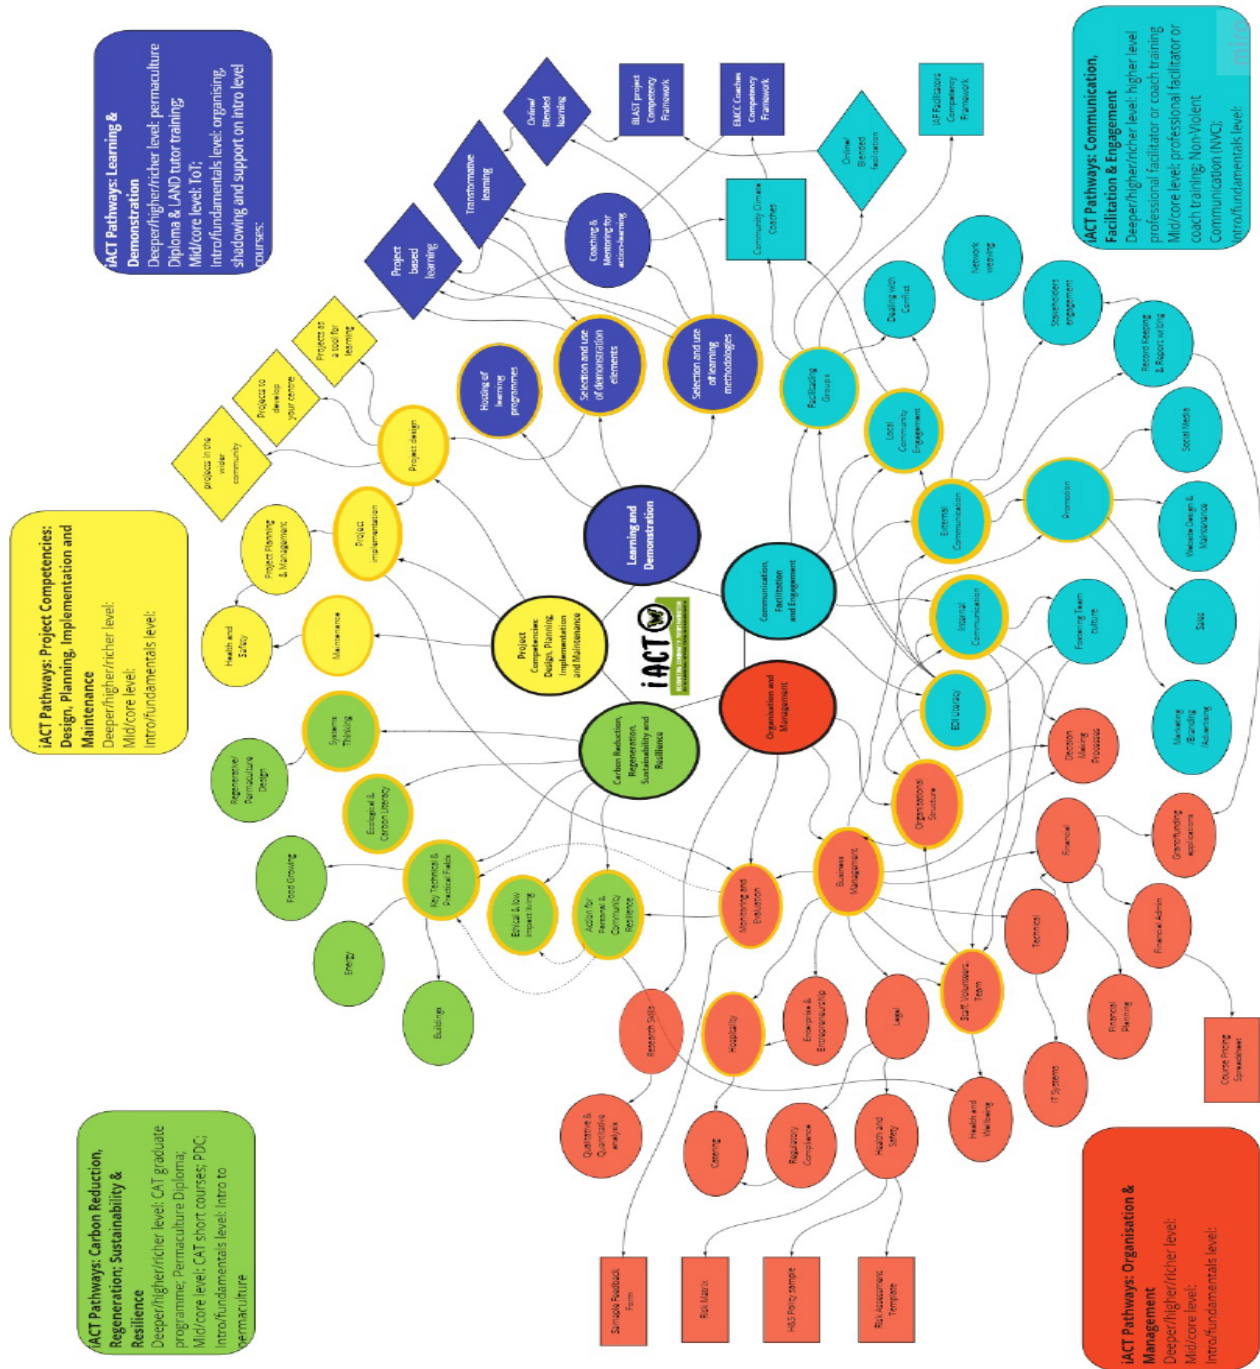 iACT Pathways: Carbon Reduction,
Regeneration; Sustainability &
Resilience
Deeper/higher/richer level: CAT graduate
programme; Permaculture Diploma;
Mid/core level: CAT short courses; PDC;
Intro/fundamentals level: Intro to
permaculture
iACT Pathways: Project Competencies:
Design, Planning, Implementation and
Maintenance
Deeper/higher/richer level:
Mid/core level:
Intro/fundamentals level:
iACT Pathways: Learning &
Demonstration
Deeper/higher/richer level: permaculture
Diploma & LAND tutor training;
Mid/core level: ToT;
Intro/fundamentals level: organising,
shadowing and support on intro level
courses;
projects in the
wider
community
Projects to
develop
your centre
Projects as
a tool for
learning
Health and
Safety
Project Planning
& Management
Project design
Project
implementation
Maintenance
Project
based
learning
Transformative
learning
Online/
Blended
learning
Hosting of
learning
programmes
Selection and use
of demonstration
elements
Coaching &
Mentoring for
action-learning
BLAST project
Competency
Framework
EMCC Coaches
Competency
Framework
Selection and use
of learning
methodologies
Regenerative/
Permaculture
Design
Systems
Thinking
Food Growing
Ecological &
Carbon Literacy
Energy
Key Technical &
Practical Fields
Buildings
Ethical & low
impact living
Action for
Personal &
Community
Resilience
Project
Competencies:
Design, Planning,
Implementation
and Maintenance
Learning and
Demonstration
Carbon Reduction,
Regeneration,
Sustainability and
Resilience
iACT
Organisation and
Management
Communication,
Facilitation
and Engagement
Community Climate
Coaches
Online/
Blended
facilitation
IAF Facilitators
Competency
Framework
Facilitating
Groups
Dealing with
Conflict
Local
Community
Engagement
Network
weaving
External
Communication
Stakeholders
engagement
Record Keeping
& Report writing
Internal
Communication
Promotion
Social Media
Website Design &
Maintenance
Sales
Marketing
/Branding
/Advertising
EDI Literacy
Fostering Team
culture
Research Skills
Monitoring and
Evaluation
Qualitative &
Quantitative
analysis
Hospitality
Business
Management
Organisational
Structure
Decision
Making
Processes
Catering
Enterprise &
Entrepreneurship
Regulatory
Compliance
Legal
Staff, Volunteers,
Team
Financial
Health and
Safety
Health and
Wellbeing
Technical
Grant/funding
applications
IT Systems
Financial
Planning
Financial Admin
Course Pricing
Spreadsheet
Samable Feedback
Form
Risk Matrix
H&S Policy sample
Risk Assessment
Template
iACT Pathways: Organisation &
Management
Deeper/higher/richer level:
Mid/core level:
Intro/fundamentals level:
iACT Pathways: Communication,
Facilitation & Engagement
Deeper/higher/richer level: higher level
professional facilitator or coach training
Mid/core level: professional facilitator or
coach training; Non-Violent
Communication (NVC);
Intro/fundamentals level:
miro